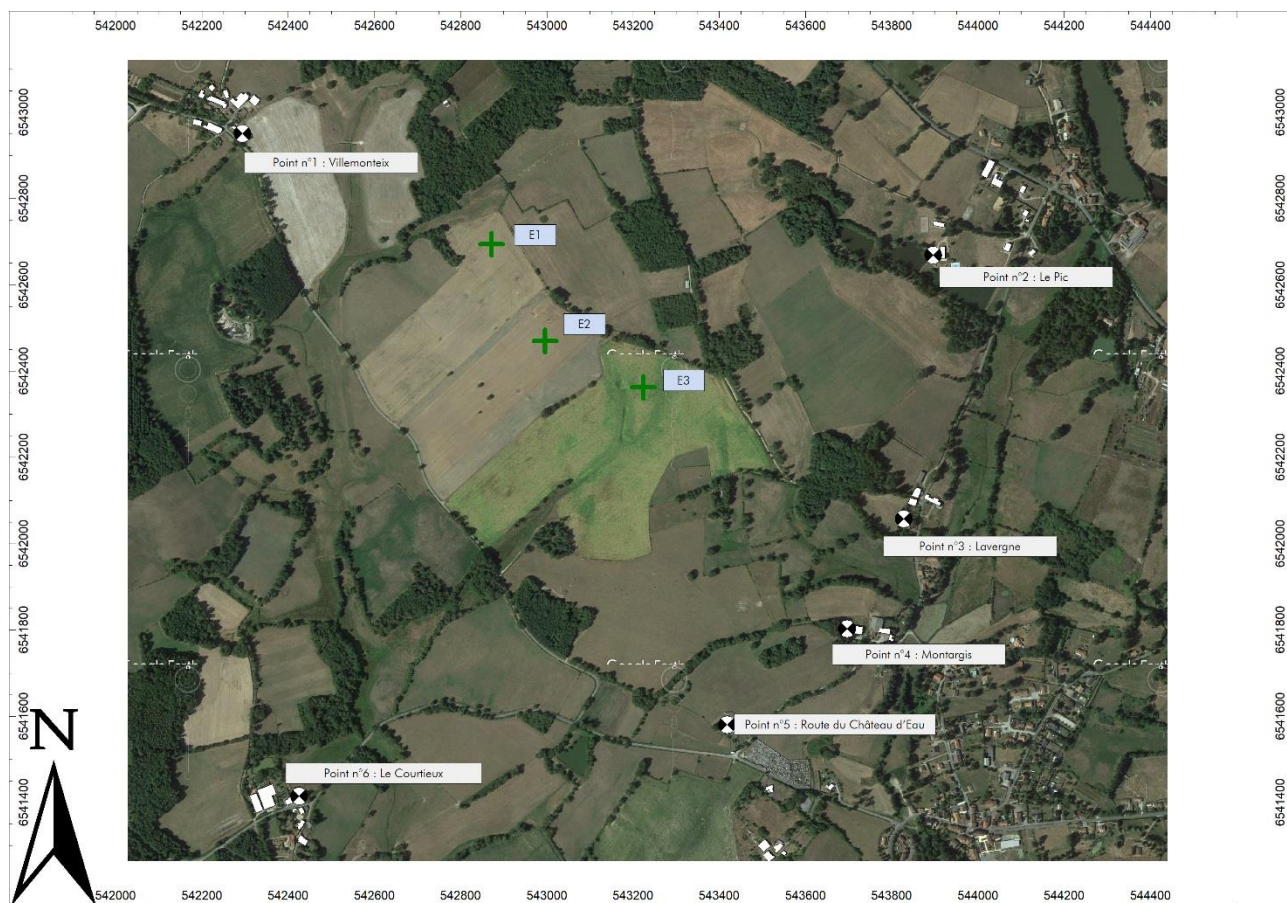 542000 542200 542400 542600 542800 543000 543200 543400 543600 543800 544000 544200 544400
6543000
6543000
Point n°1 : Villemonteix
6542800
6542800
E1
Point n°2 : Le Pic
6542600
6542600
E2
6542400
6542400
E3
6542200
6542200
6542000
6542000
Point n°3 : Lavergne
6541800
6541800
Point n°4 : Montargis
6541600
6541600
Point n°5 : Route du Château d'Eau
N
Point n°6 : Le Courtieux
6541400
6541400
542000 542200 542400 542600 542800 543000 543200 543400 543600 543800 544000 544200 544400